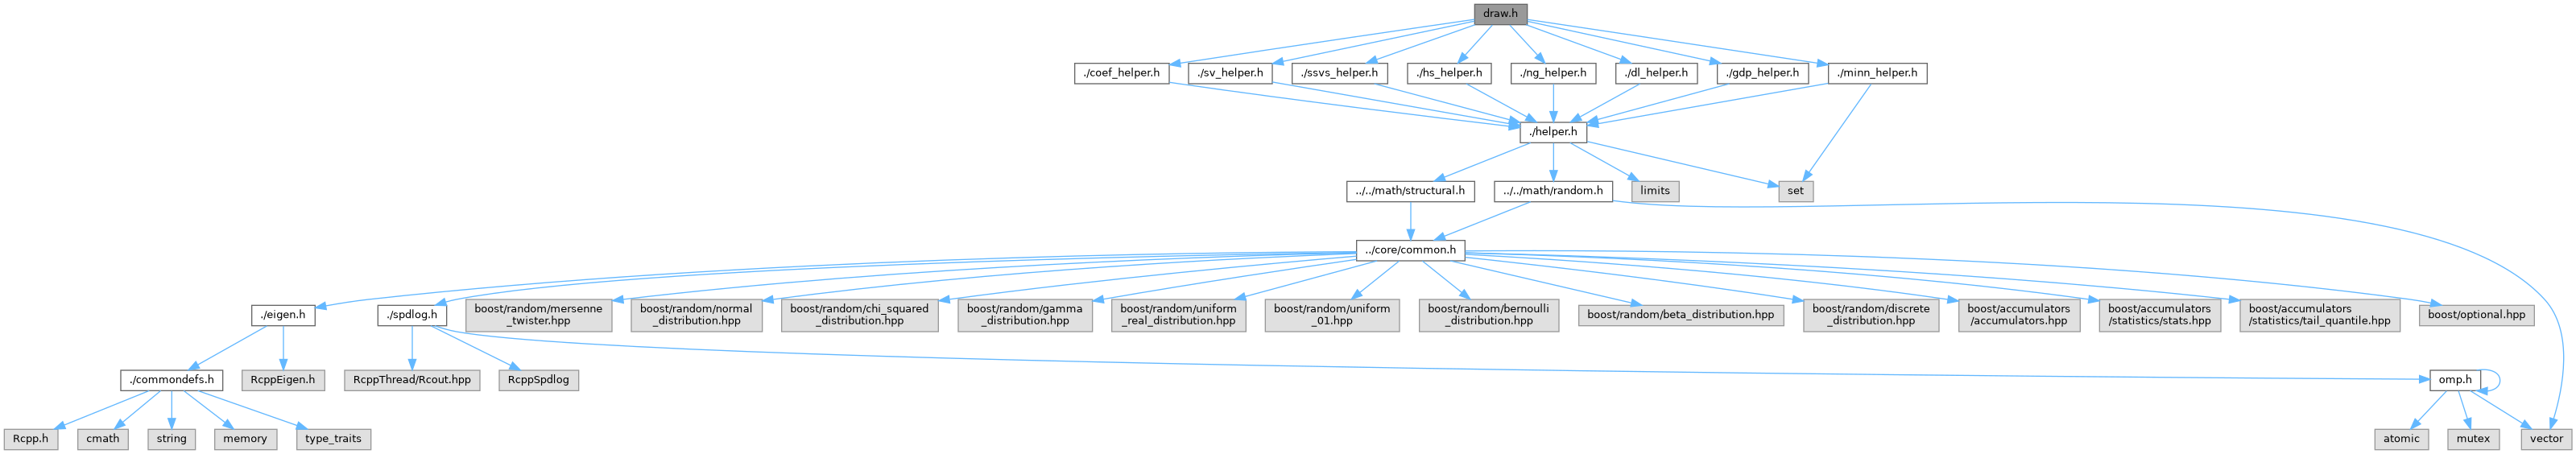 draw.h
./coef_helper.h
./sv_helper.h
./ssvs_helper.h
./hs_helper.h
./ng_helper.h
./dl_helper.h
./gdp_helper.h
./minn_helper.h
./helper.h
../../math/structural.h
../../math/random.h
limits
set
../core/common.h
./eigen.h
./spdlog.h
boost/random/mersenne
_twister.hpp
boost/random/normal
_distribution.hpp
boost/random/chi_squared
_distribution.hpp
boost/random/gamma
_distribution.hpp
boost/random/uniform
_real_distribution.hpp
boost/random/uniform
_01.hpp
boost/random/bernoulli
_distribution.hpp
boost/random/beta_distribution.hpp
boost/random/discrete
_distribution.hpp
boost/accumulators
/accumulators.hpp
boost/accumulators
/statistics/stats.hpp
boost/accumulators
/statistics/tail_quantile.hpp
boost/optional.hpp
./commondefs.h
RcppEigen.h
RcppThread/Rcout.hpp
RcppSpdlog
omp.h
Rcpp.h
cmath
string
memory
type_traits
atomic
mutex
vector